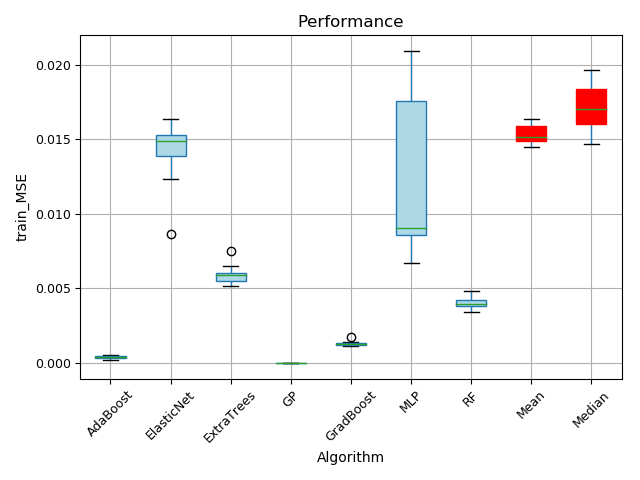 Performance
train_MSE
0.020
0.015
0.010
0.005
0.000
AdaBoost
ElasticNet
ExtraTrees
GP
GradBoost
MLP
RF
Mean
Median
Algorithm